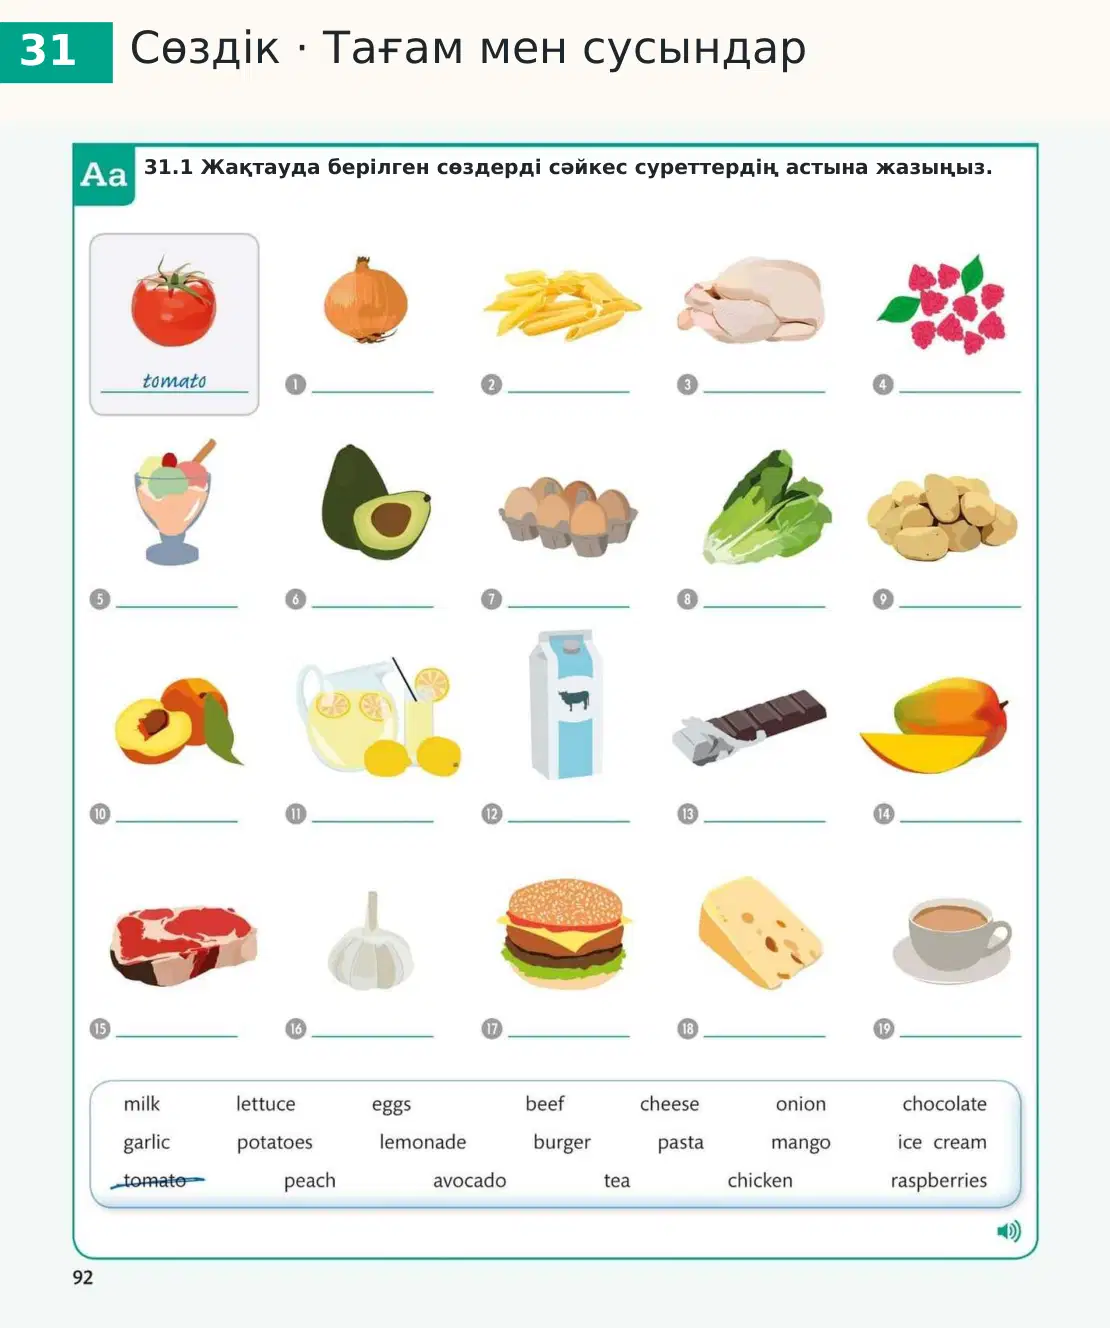 31 Сөздік · Тағам мен сусындар
Aa 31.1 Жақтауда берілген сөздерді сәйкес суреттердің астына жазыңыз.
tomato 1 2 3 4
5 6 7 8 9
10 11 12 13 14
15 16 17 18 19
milk lettuce eggs beef cheese onion chocolate
garlic potatoes lemonade burger pasta mango ice cream
tomato peach avocado tea chicken raspberries
92